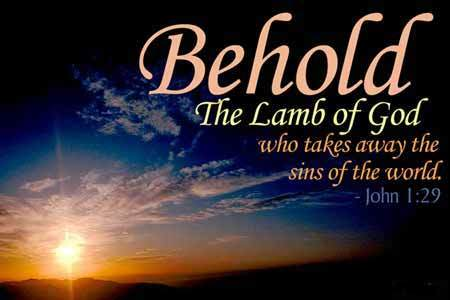 Behold
The Lamb of God
who takes away the
sins of the world.
- John 1:29